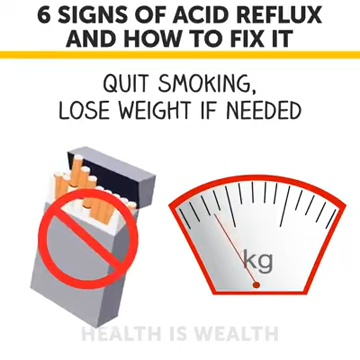 6 SIGNS OF ACID REFLUX
AND HOW TO FIX IT
QUIT SMOKING,
LOSE WEIGHT IF NEEDED
kg
HEALTH IS WEALTH